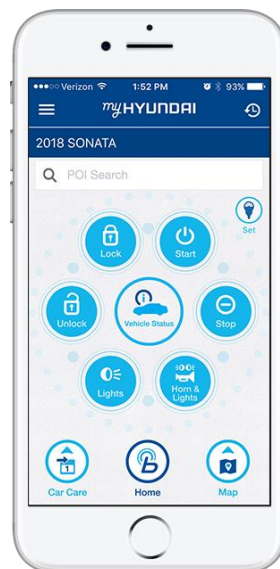 Verizon 1:52 PM 93%
myHYUNDAI
2018 SONATA
POI Search
Set
Lock
Start
Unlock
Vehicle Status
Stop
Lights
Horn &
Lights
1
Car Care
Home
Map